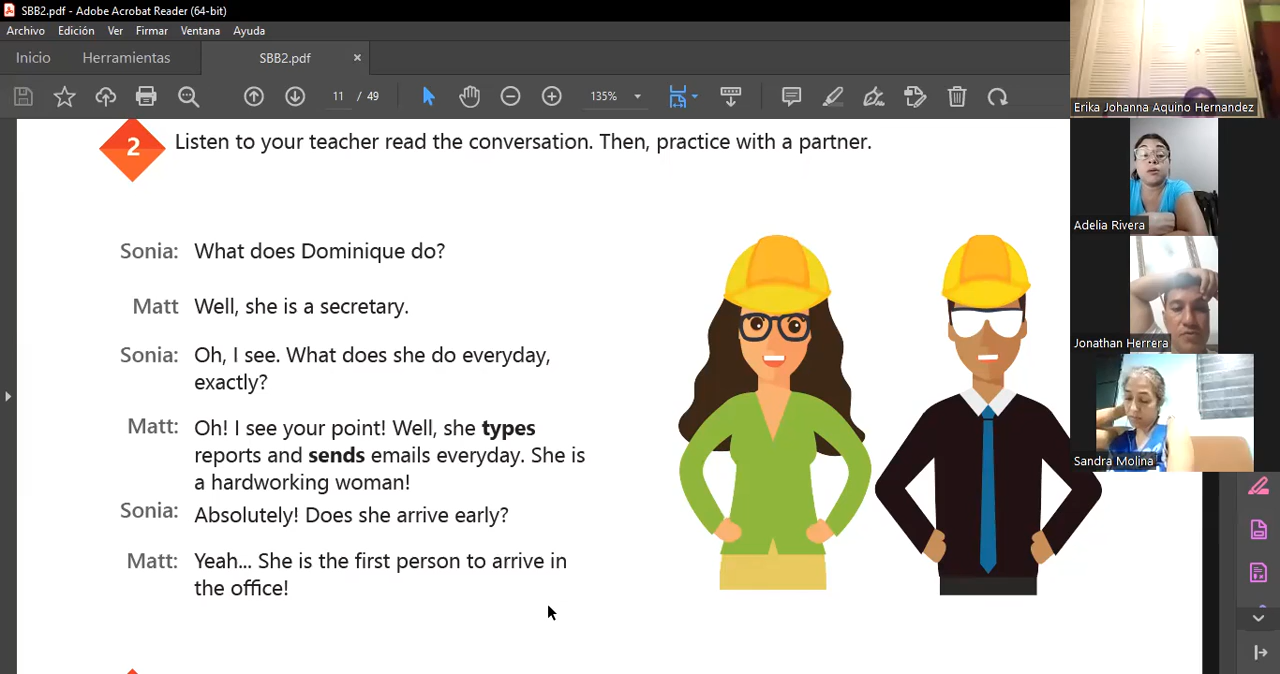 SBB2.pdf - Adobe Acrobat Reader (64-bit)
Archivo Edición Ver Firmar Ventana Ayuda
Inicio Herramientas SBB2.pdf ×
11 / 49 135%
2 Listen to your teacher read the conversation. Then, practice with a partner.
Sonia: What does Dominique do?
Matt Well, she is a secretary.
Sonia: Oh, I see. What does she do everyday,
exactly?
Matt: Oh! I see your point! Well, she types
reports and sends emails everyday. She is
a hardworking woman!
Sonia: Absolutely! Does she arrive early?
Matt: Yeah... She is the first person to arrive in
the office!
Erika Johanna Aquino Hernandez
Adelia Rivera
Jonathan Herrera
Sandra Molina